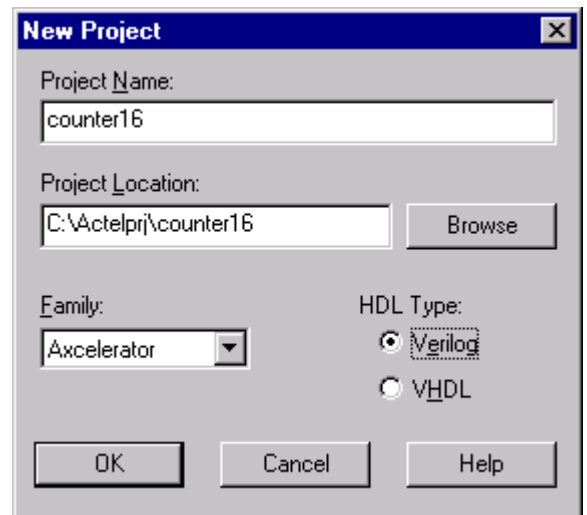 New Project
Project Name:
counter16
Project Location:
C:\Actelprj\counter16
Browse
Family:
HDL Type:
Axcelerator
Verilog
VHDL
OK
Cancel
Help